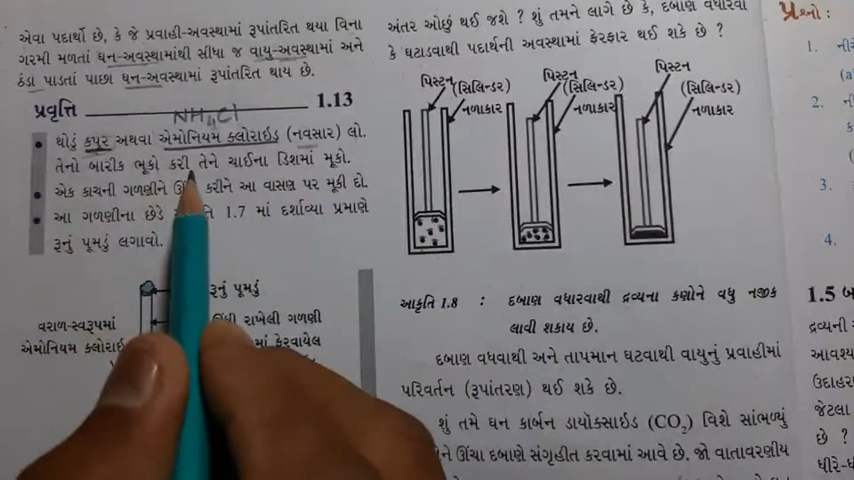 એવા પદાર્થો છે, કે જે પ્રવાહી-અવસ્થામાં રૂપાંતરિત થયા વિના
ગરમી મળતાં ઘન-અવસ્થામાંથી સીધા જ વાયુ-અવસ્થામાં અને
ઠંડા પાડતાં પાછા ઘન-અવસ્થામાં રૂપાંતરિત થાય છે.
પ્રવૃત્તિ 1.13
NH4Cl
• થોડું કપૂર અથવા એમોનિયમ ક્લોરાઇડ (નવસાર) લો.
તેનો બારીક ભૂકો કરી તેને ચાઈના ડિશમાં મૂકો.
• એક કાચની ગળણીને કરીને આ વાસણ પર મૂકી દો.
• આ ગળણીના છેડે 1.7 માં દર્શાવ્યા પ્રમાણે
રૂનું પૂમડું લગાવો.
રૂનું પૂમડું
વરાળ-સ્વરૂપમાં
રાખેલી ગળણી
એમોનિયમ
ફેરવાયેલ
અંતર ઓછું થઈ જશે ? શું તમને લાગે છે કે, દબાણ વધારવા
કે ઘટાડવાથી પદાર્થની અવસ્થામાં ફેરફાર થઈ શકે છે ?
પિસ્ટન (સિલિન્ડર) નળાકાર
પિસ્ટન (સિલિન્ડર) નળાકાર
પિસ્ટન (સિલિન્ડર) નળાકાર
આકૃતિ 1.8 : દબાણ વધારવાથી દ્રવ્યના કણોને વધુ નજીક
લાવી શકાય છે.
દબાણ વધવાથી અને તાપમાન ઘટવાથી વાયુનું પ્રવાહીમાં
પરિવર્તન (રૂપાંતરણ) થઈ શકે છે.
શું તમે ઘન કાર્બન ડાયૉક્સાઇડ (CO2) વિશે સાંભળ્યું
ઊંચા દબાણે સંગૃહીત કરવામાં આવે છે. જો વાતાવરણીય
પ્રશ્નો :
1.
(a)
2.
3.
4.
1.5
દ્રવ્યની
છે ?